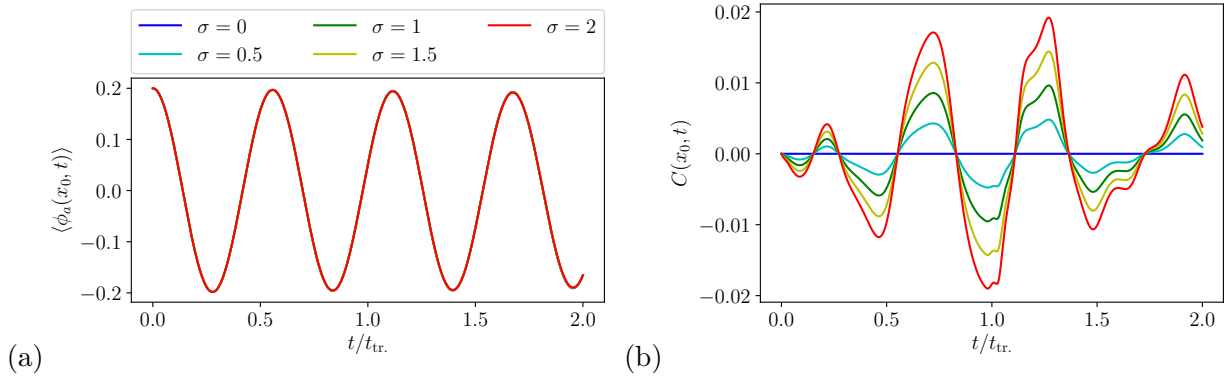 σ = 0
σ = 1
σ = 2
σ = 0.5
σ = 1.5
0.2
0.1
0.0
−0.1
−0.2
⟨ϕₐ(x₀, t)⟩
0.0 0.5 1.0 1.5 2.0
t/t_tr.
(a)
0.02
0.01
0.00
−0.01
−0.02
C(x₀, t)
0.0 0.5 1.0 1.5 2.0
t/t_tr.
(b)